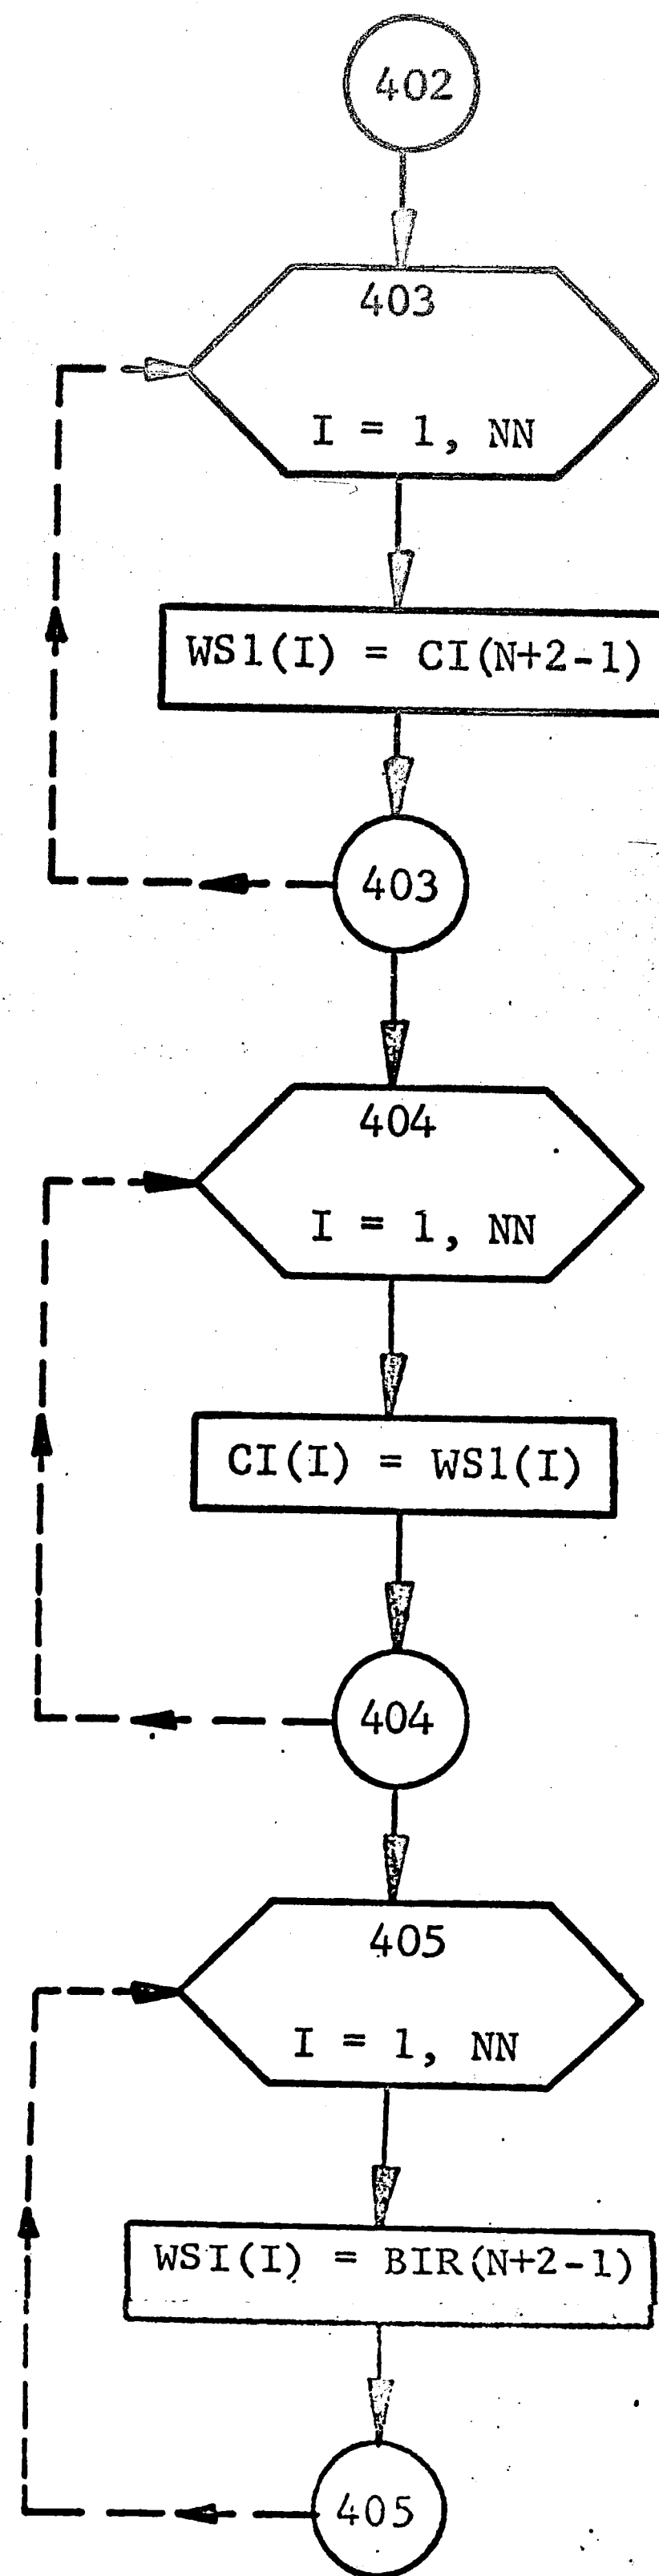 402
403
I = 1, NN
WS1(I) = CI(N+2-1)
403
404
I = 1, NN
CI(I) = WS1(I)
404
405
I = 1, NN
WSI(I) = BIR(N+2-1)
405